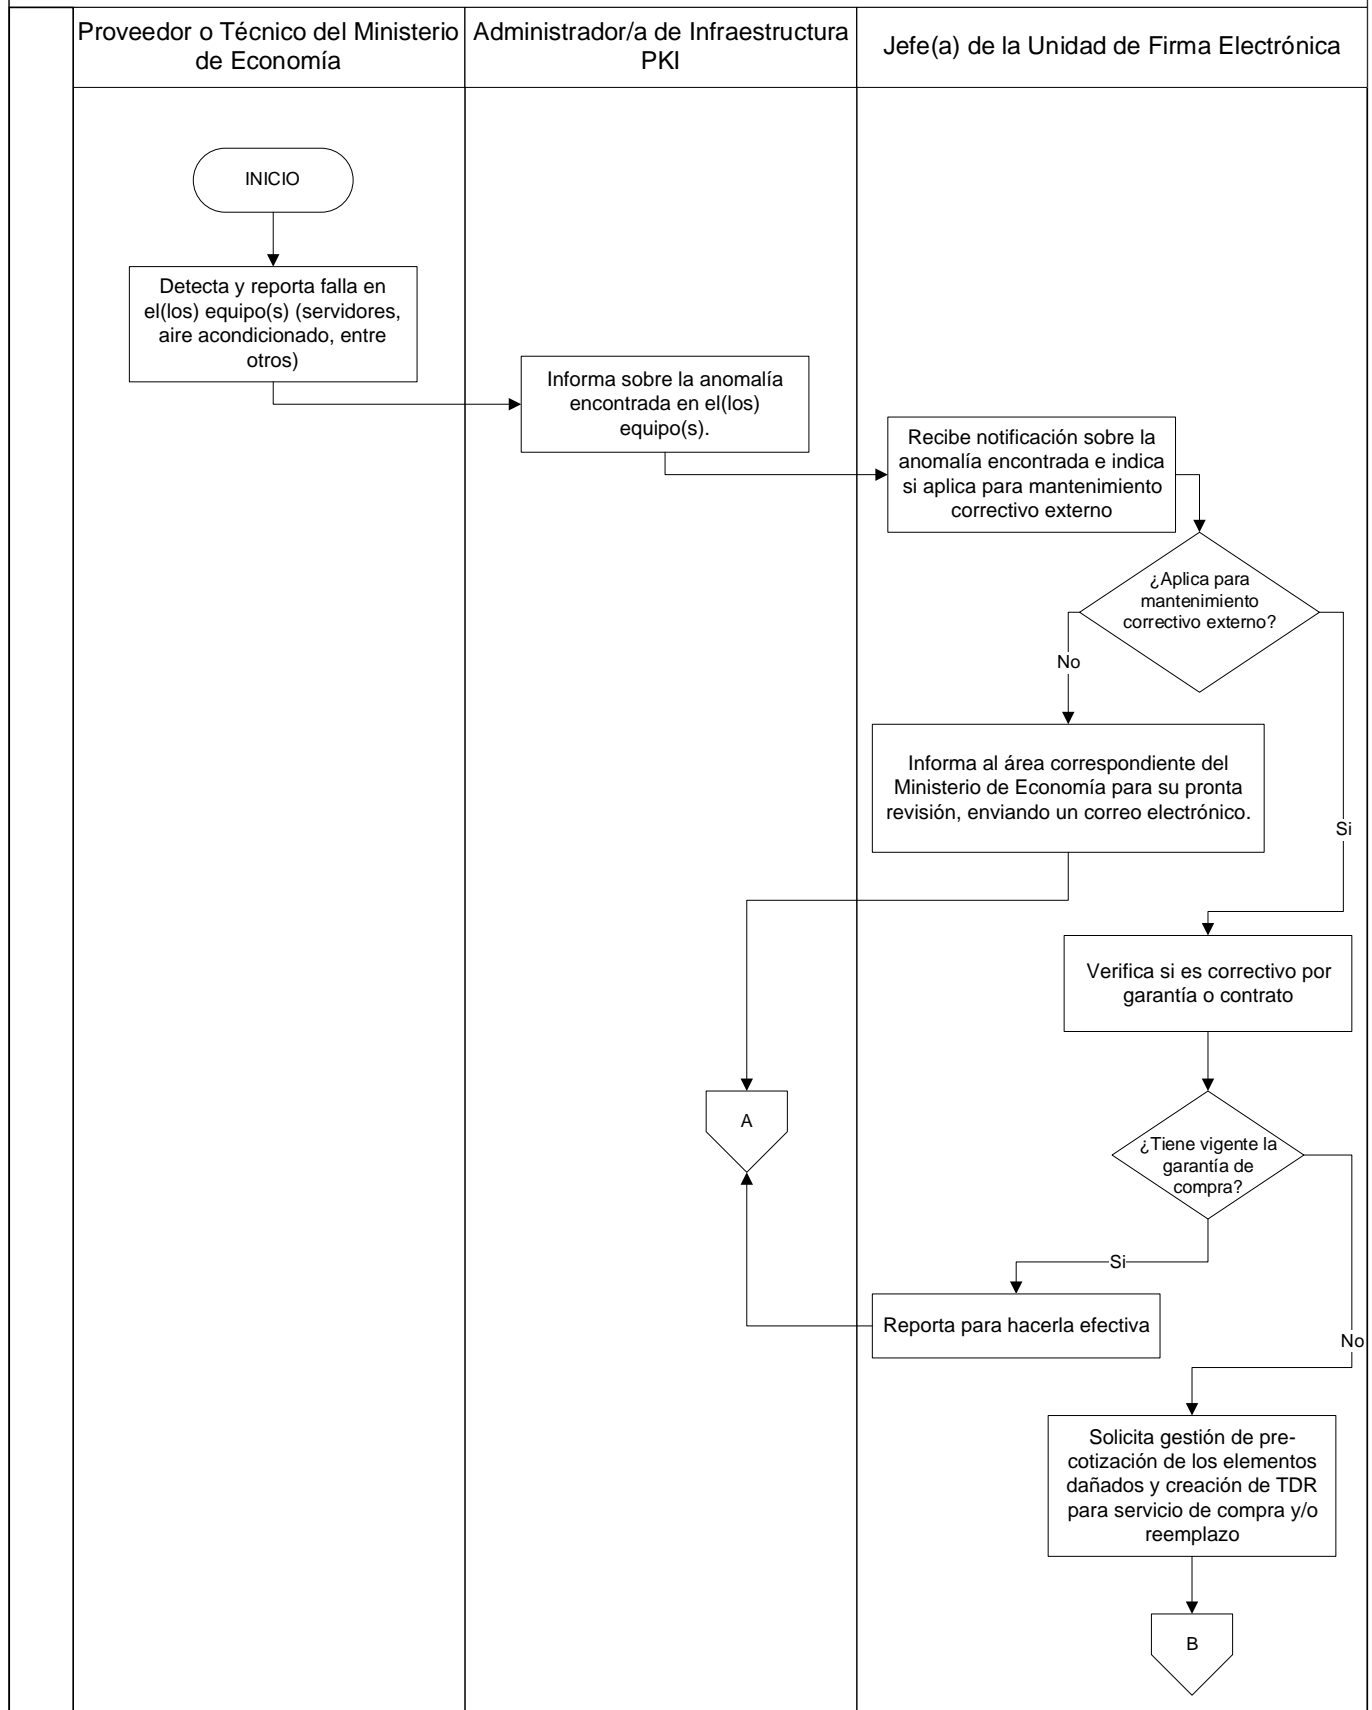 Proveedor o Técnico del Ministerio
de Economía
Administrador/a de Infraestructura
PKI
Jefe(a) de la Unidad de Firma Electrónica
INICIO
Detecta y reporta falla en
el(los) equipo(s) (servidores,
aire acondicionado, entre
otros)
Informa sobre la anomalía
encontrada en el(los)
equipo(s).
Recibe notificación sobre la
anomalía encontrada e indica
si aplica para mantenimiento
correctivo externo
¿Aplica para
mantenimiento
correctivo externo?
No
Informa al área correspondiente del
Ministerio de Economía para su pronta
revisión, enviando un correo electrónico.
Si
Verifica si es correctivo por
garantía o contrato
A
¿Tiene vigente la
garantía de
compra?
Si
Reporta para hacerla efectiva
No
Solicita gestión de pre-
cotización de los elementos
dañados y creación de TDR
para servicio de compra y/o
reemplazo
B